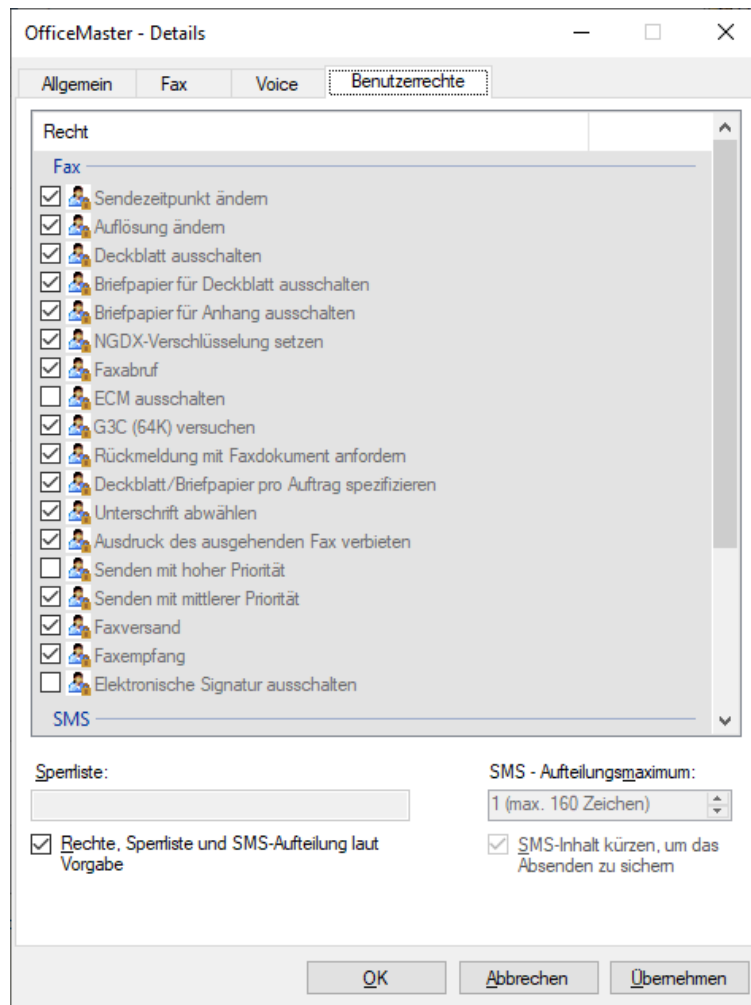 OfficeMaster - Details
Allgemein Fax Voice Benutzerrechte
Recht
Fax
Sendezeitpunkt ändern
Auflösung ändern
Deckblatt ausschalten
Briefpapier für Deckblatt ausschalten
Briefpapier für Anhang ausschalten
NGDX-Verschlüsselung setzen
Faxabruf
ECM ausschalten
G3C (64K) versuchen
Rückmeldung mit Faxdokument anfordern
Deckblatt/Briefpapier pro Auftrag spezifizieren
Unterschrift abwählen
Ausdruck des ausgehenden Fax verbieten
Senden mit hoher Priorität
Senden mit mittlerer Priorität
Faxversand
Faxempfang
Elektronische Signatur ausschalten
SMS
Sperrliste:
SMS - Aufteilungsmaximum:
1 (max. 160 Zeichen)
Rechte, Sperrliste und SMS-Aufteilung laut
Vorgabe
SMS-Inhalt kürzen, um das
Absenden zu sichern
OK Abbrechen Übernehmen